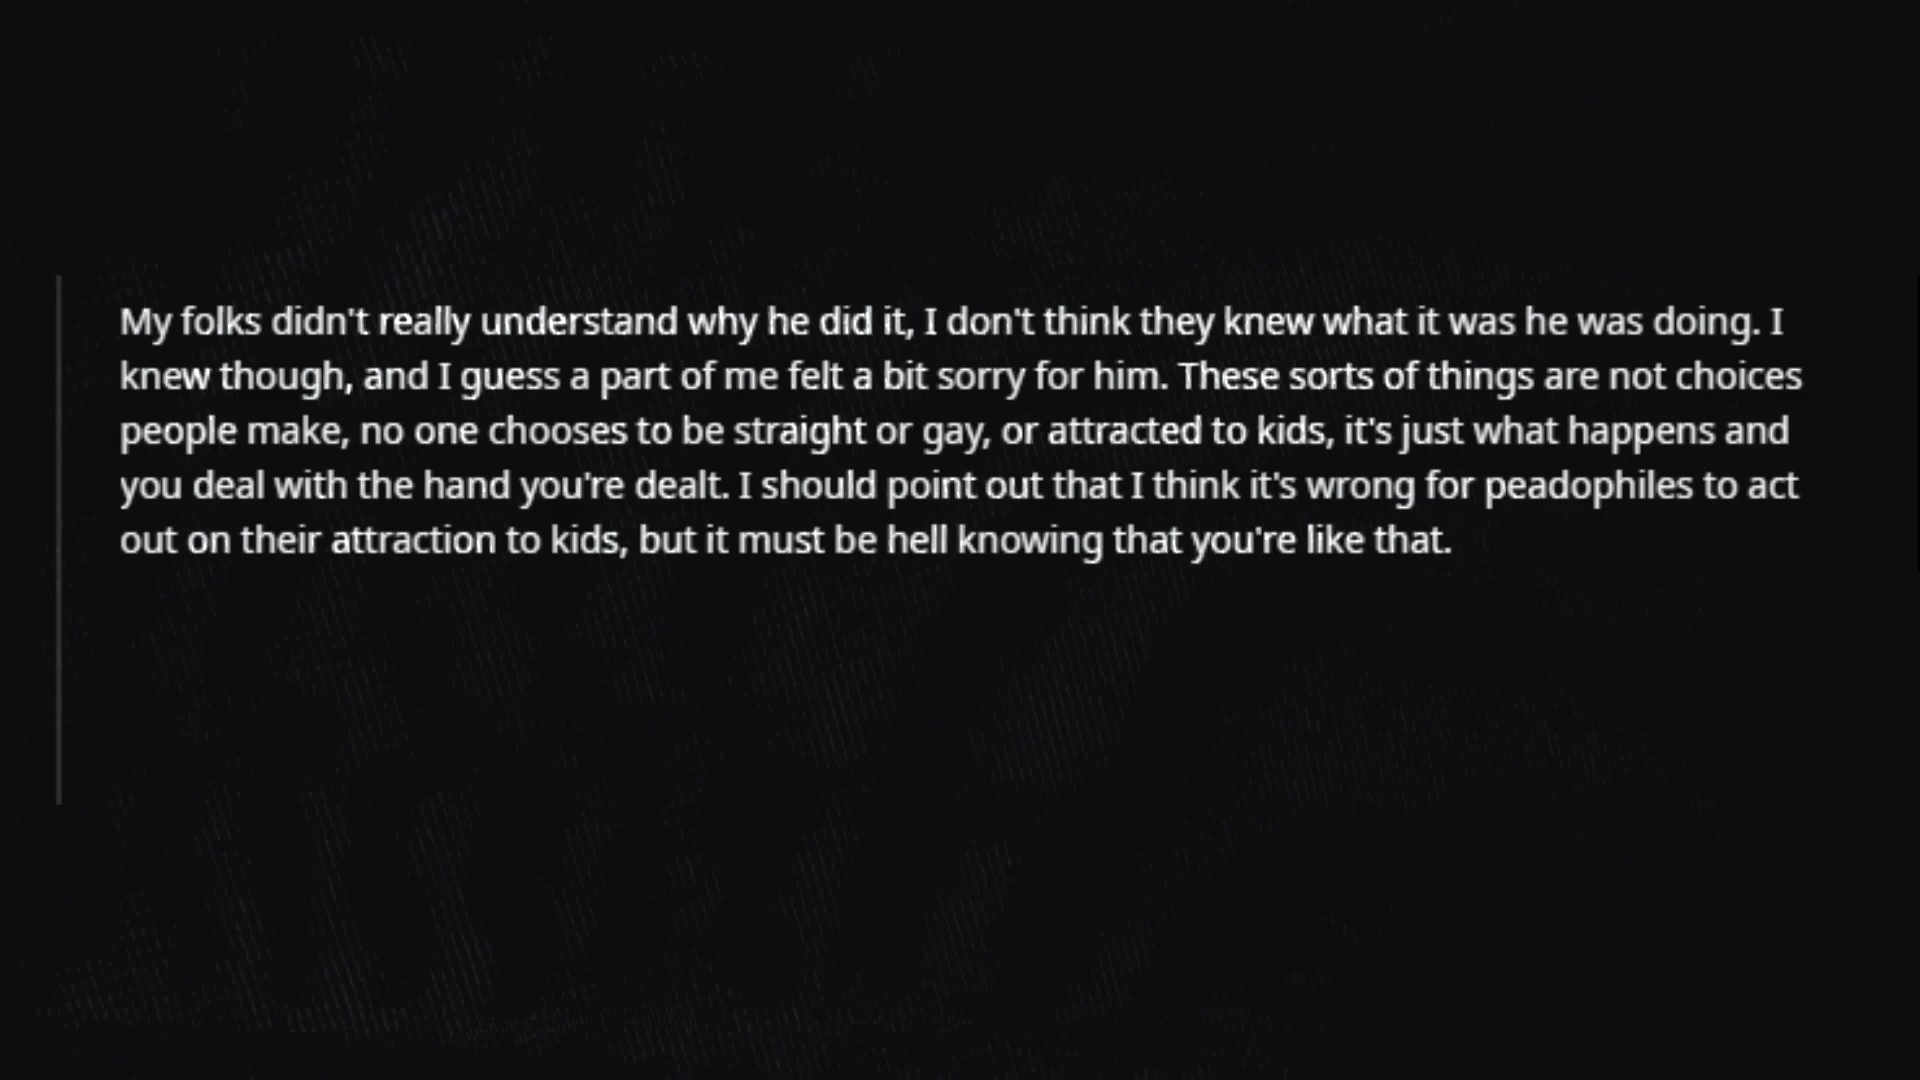 My folks didn't really understand why he did it, I don't think they knew what it was he was doing. I
knew though, and I guess a part of me felt a bit sorry for him. These sorts of things are not choices
people make, no one chooses to be straight or gay, or attracted to kids, it's just what happens and
you deal with the hand you're dealt. I should point out that I think it's wrong for peadophiles to act
out on their attraction to kids, but it must be hell knowing that you're like that.